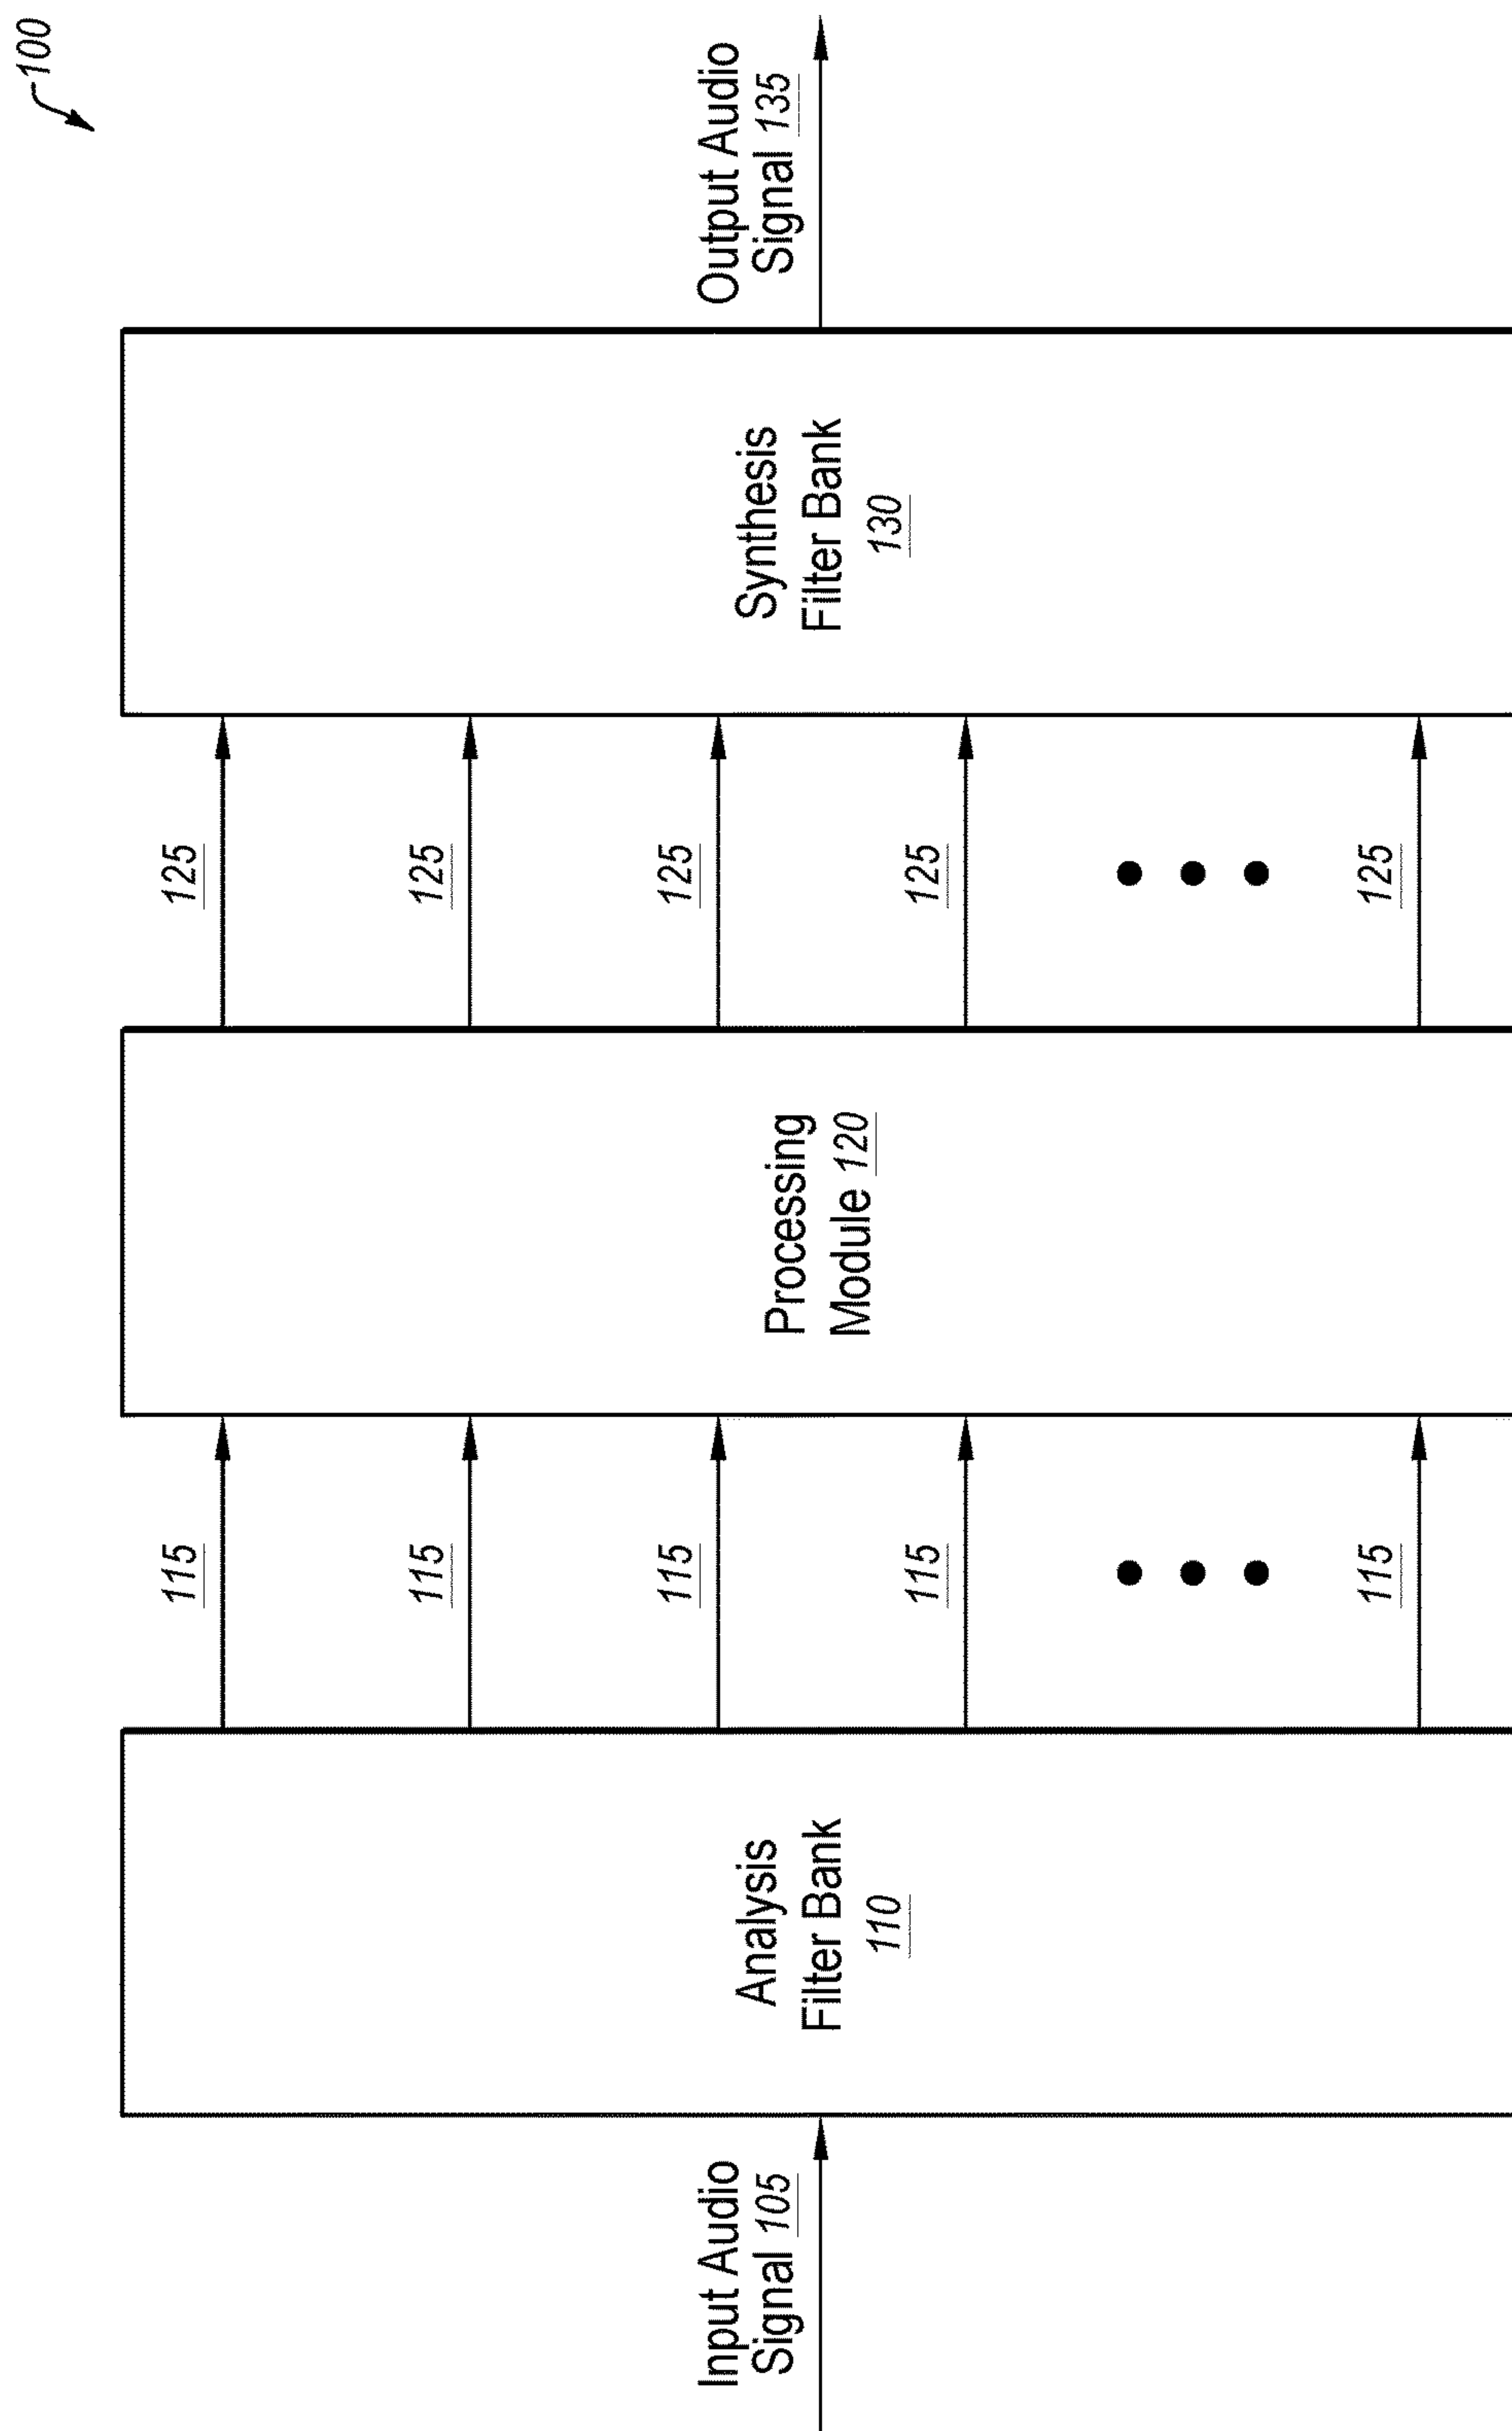 100
Input Audio
Signal 105
Analysis
Filter Bank
110
115
115
115
115
115
Processing
Module 120
125
125
125
125
125
Synthesis
Filter Bank
130
Output Audio
Signal 135